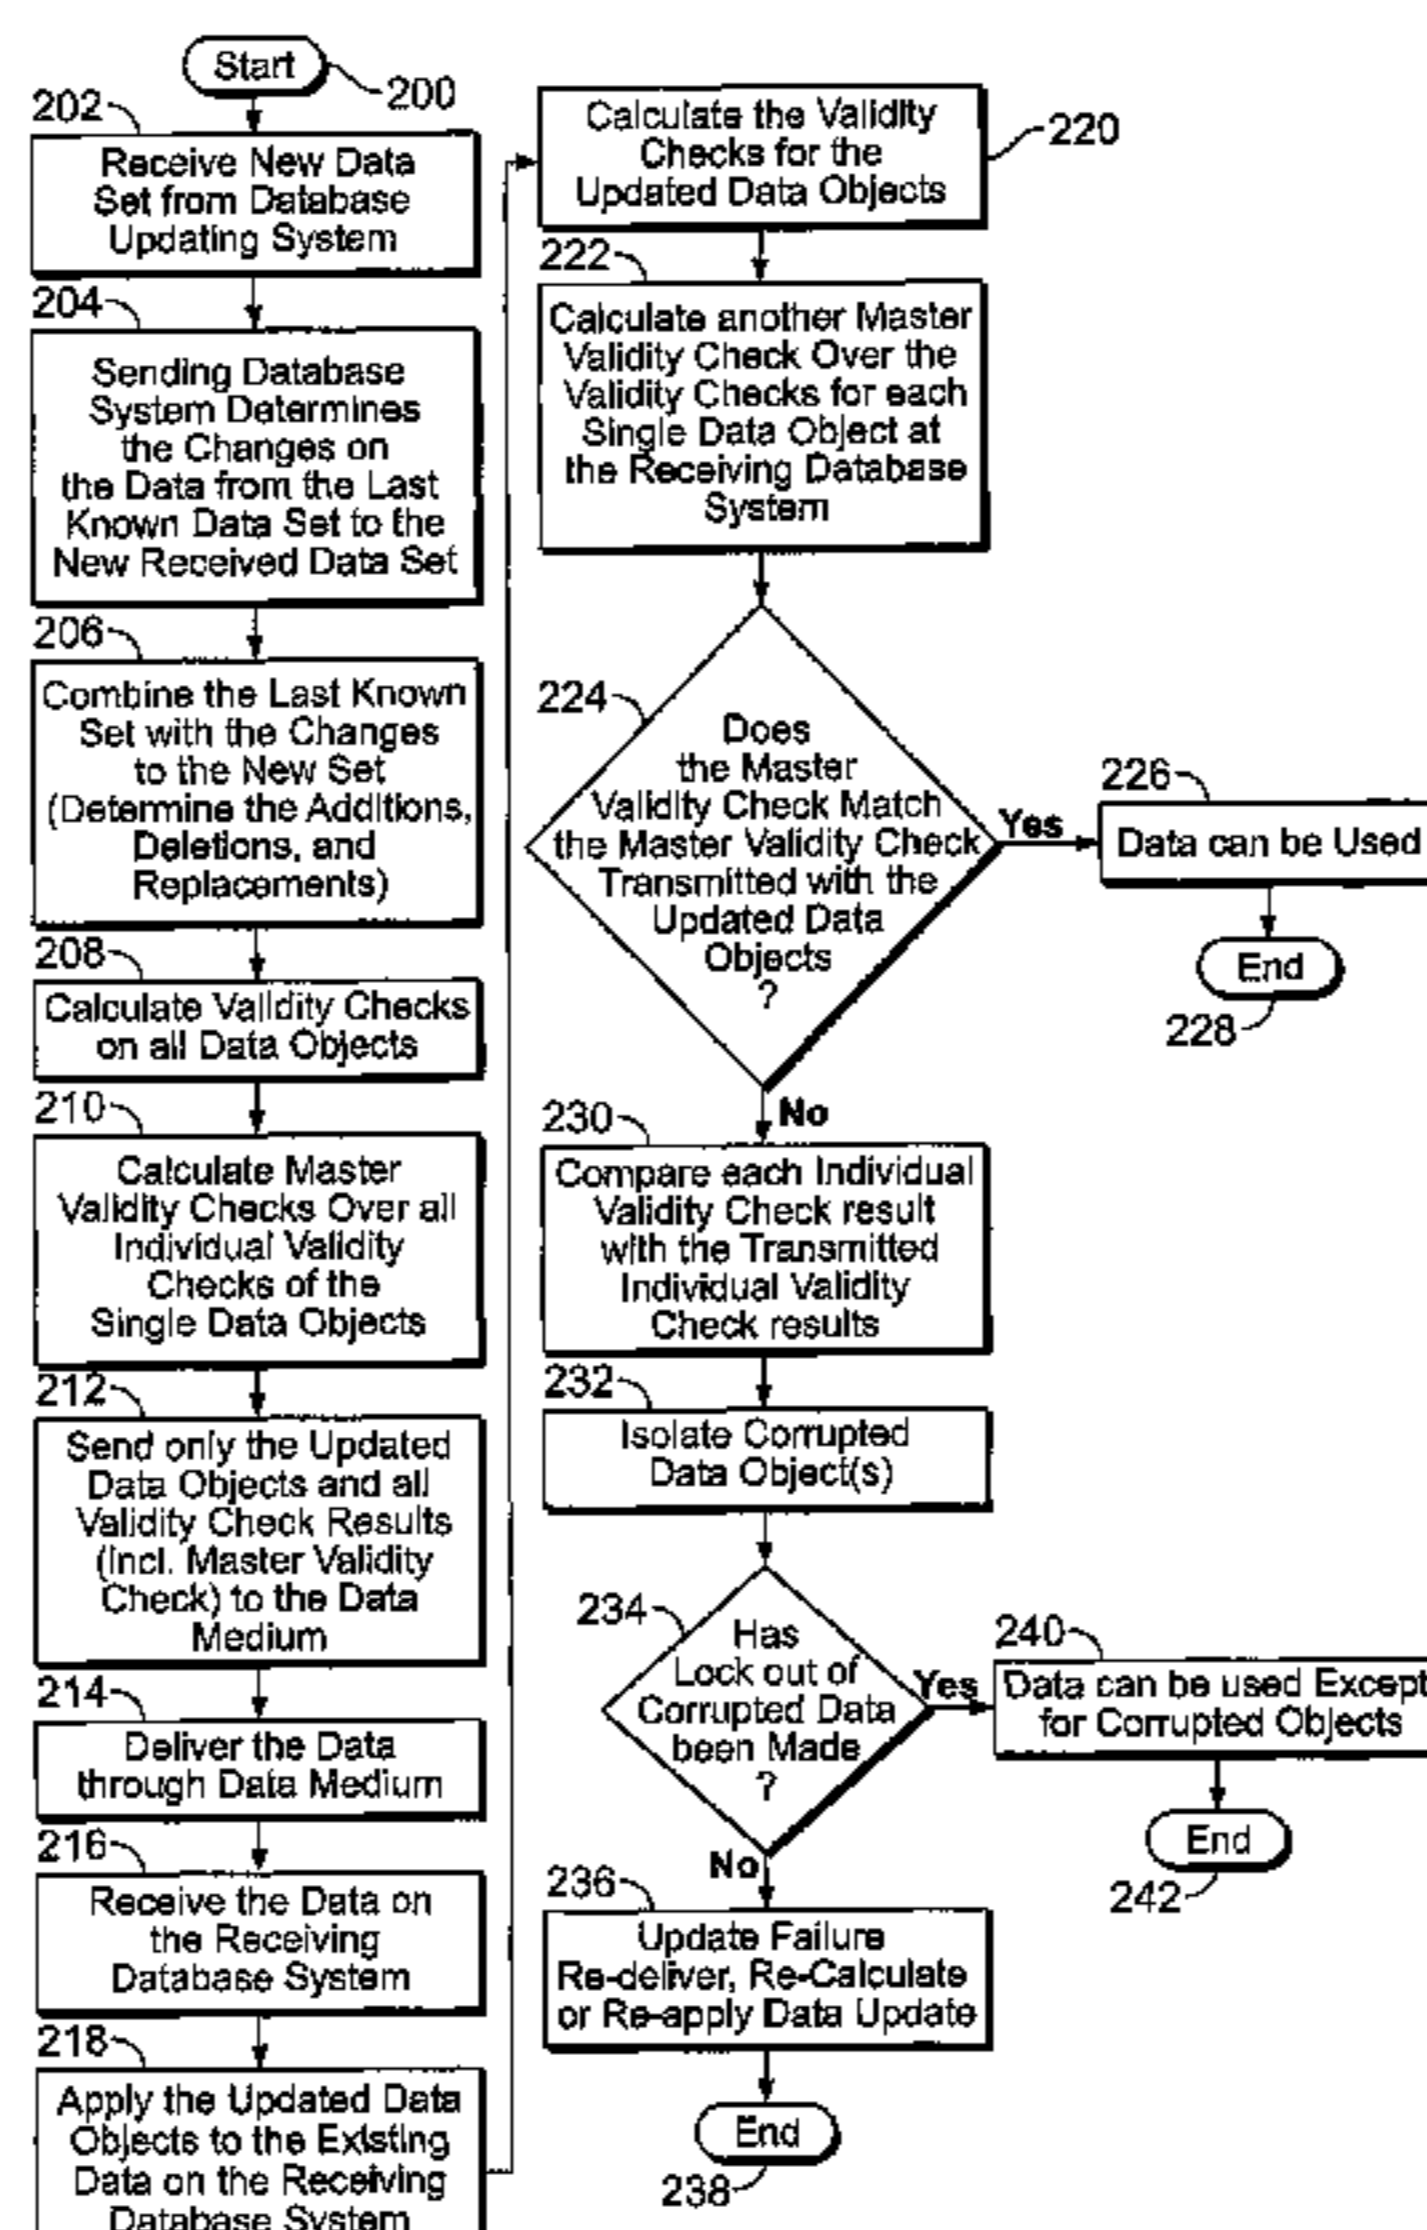 Start
200
202
Receive New Data
Set from Database
Updating System
204
Sending Database
System Determines
the Changes on
the Data from the Last
Known Data Set to the
New Received Data Set
206
Combine the Last Known
Set with the Changes
to the New Set
(Determine the Additions,
Deletions, and
Replacements)
208
Calculate Validity Checks
on all Data Objects
210
Calculate Master
Validity Checks Over all
Individual Validity
Checks of the
Single Data Objects
212
Send only the Updated
Data Objects and all
Validity Check Results
(Incl. Master Validity
Check) to the Data
Medium
214
Deliver the Data
through Data Medium
216
Receive the Data on
the Receiving
Database System
218
Apply the Updated Data
Objects to the Existing
Data on the Receiving
Database System
Calculate the Validity
Checks for the
Updated Data Objects
220
222
Calculate another Master
Validity Check Over the
Validity Checks for each
Single Data Object at
the Receiving Database
System
224
Does
the Master
Validity Check Match
the Master Validity Check
Transmitted with the
Updated Data
Objects
?
Yes
226
Data can be Used
End
228
No
230
Compare each Individual
Validity Check result
with the Transmitted
Individual Validity
Check results
232
Isolate Corrupted
Data Object(s)
234
Has
Lock out of
Corrupted Data
been Made
?
Yes
240
Data can be used Except
for Corrupted Objects
End
242
No
236
Update Failure
Re-deliver, Re-Calculate
or Re-apply Data Update
End
238